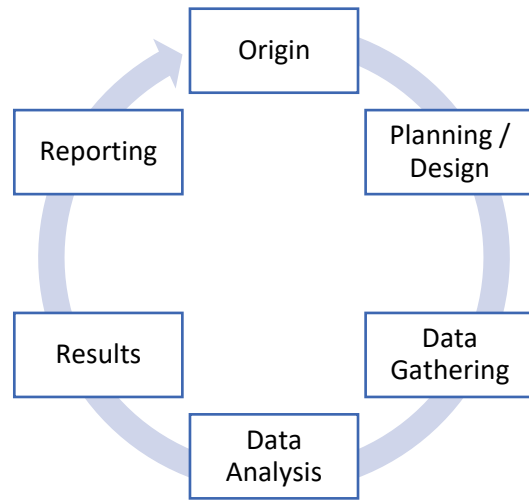 Origin
Planning /
Design
Data
Gathering
Data
Analysis
Results
Reporting